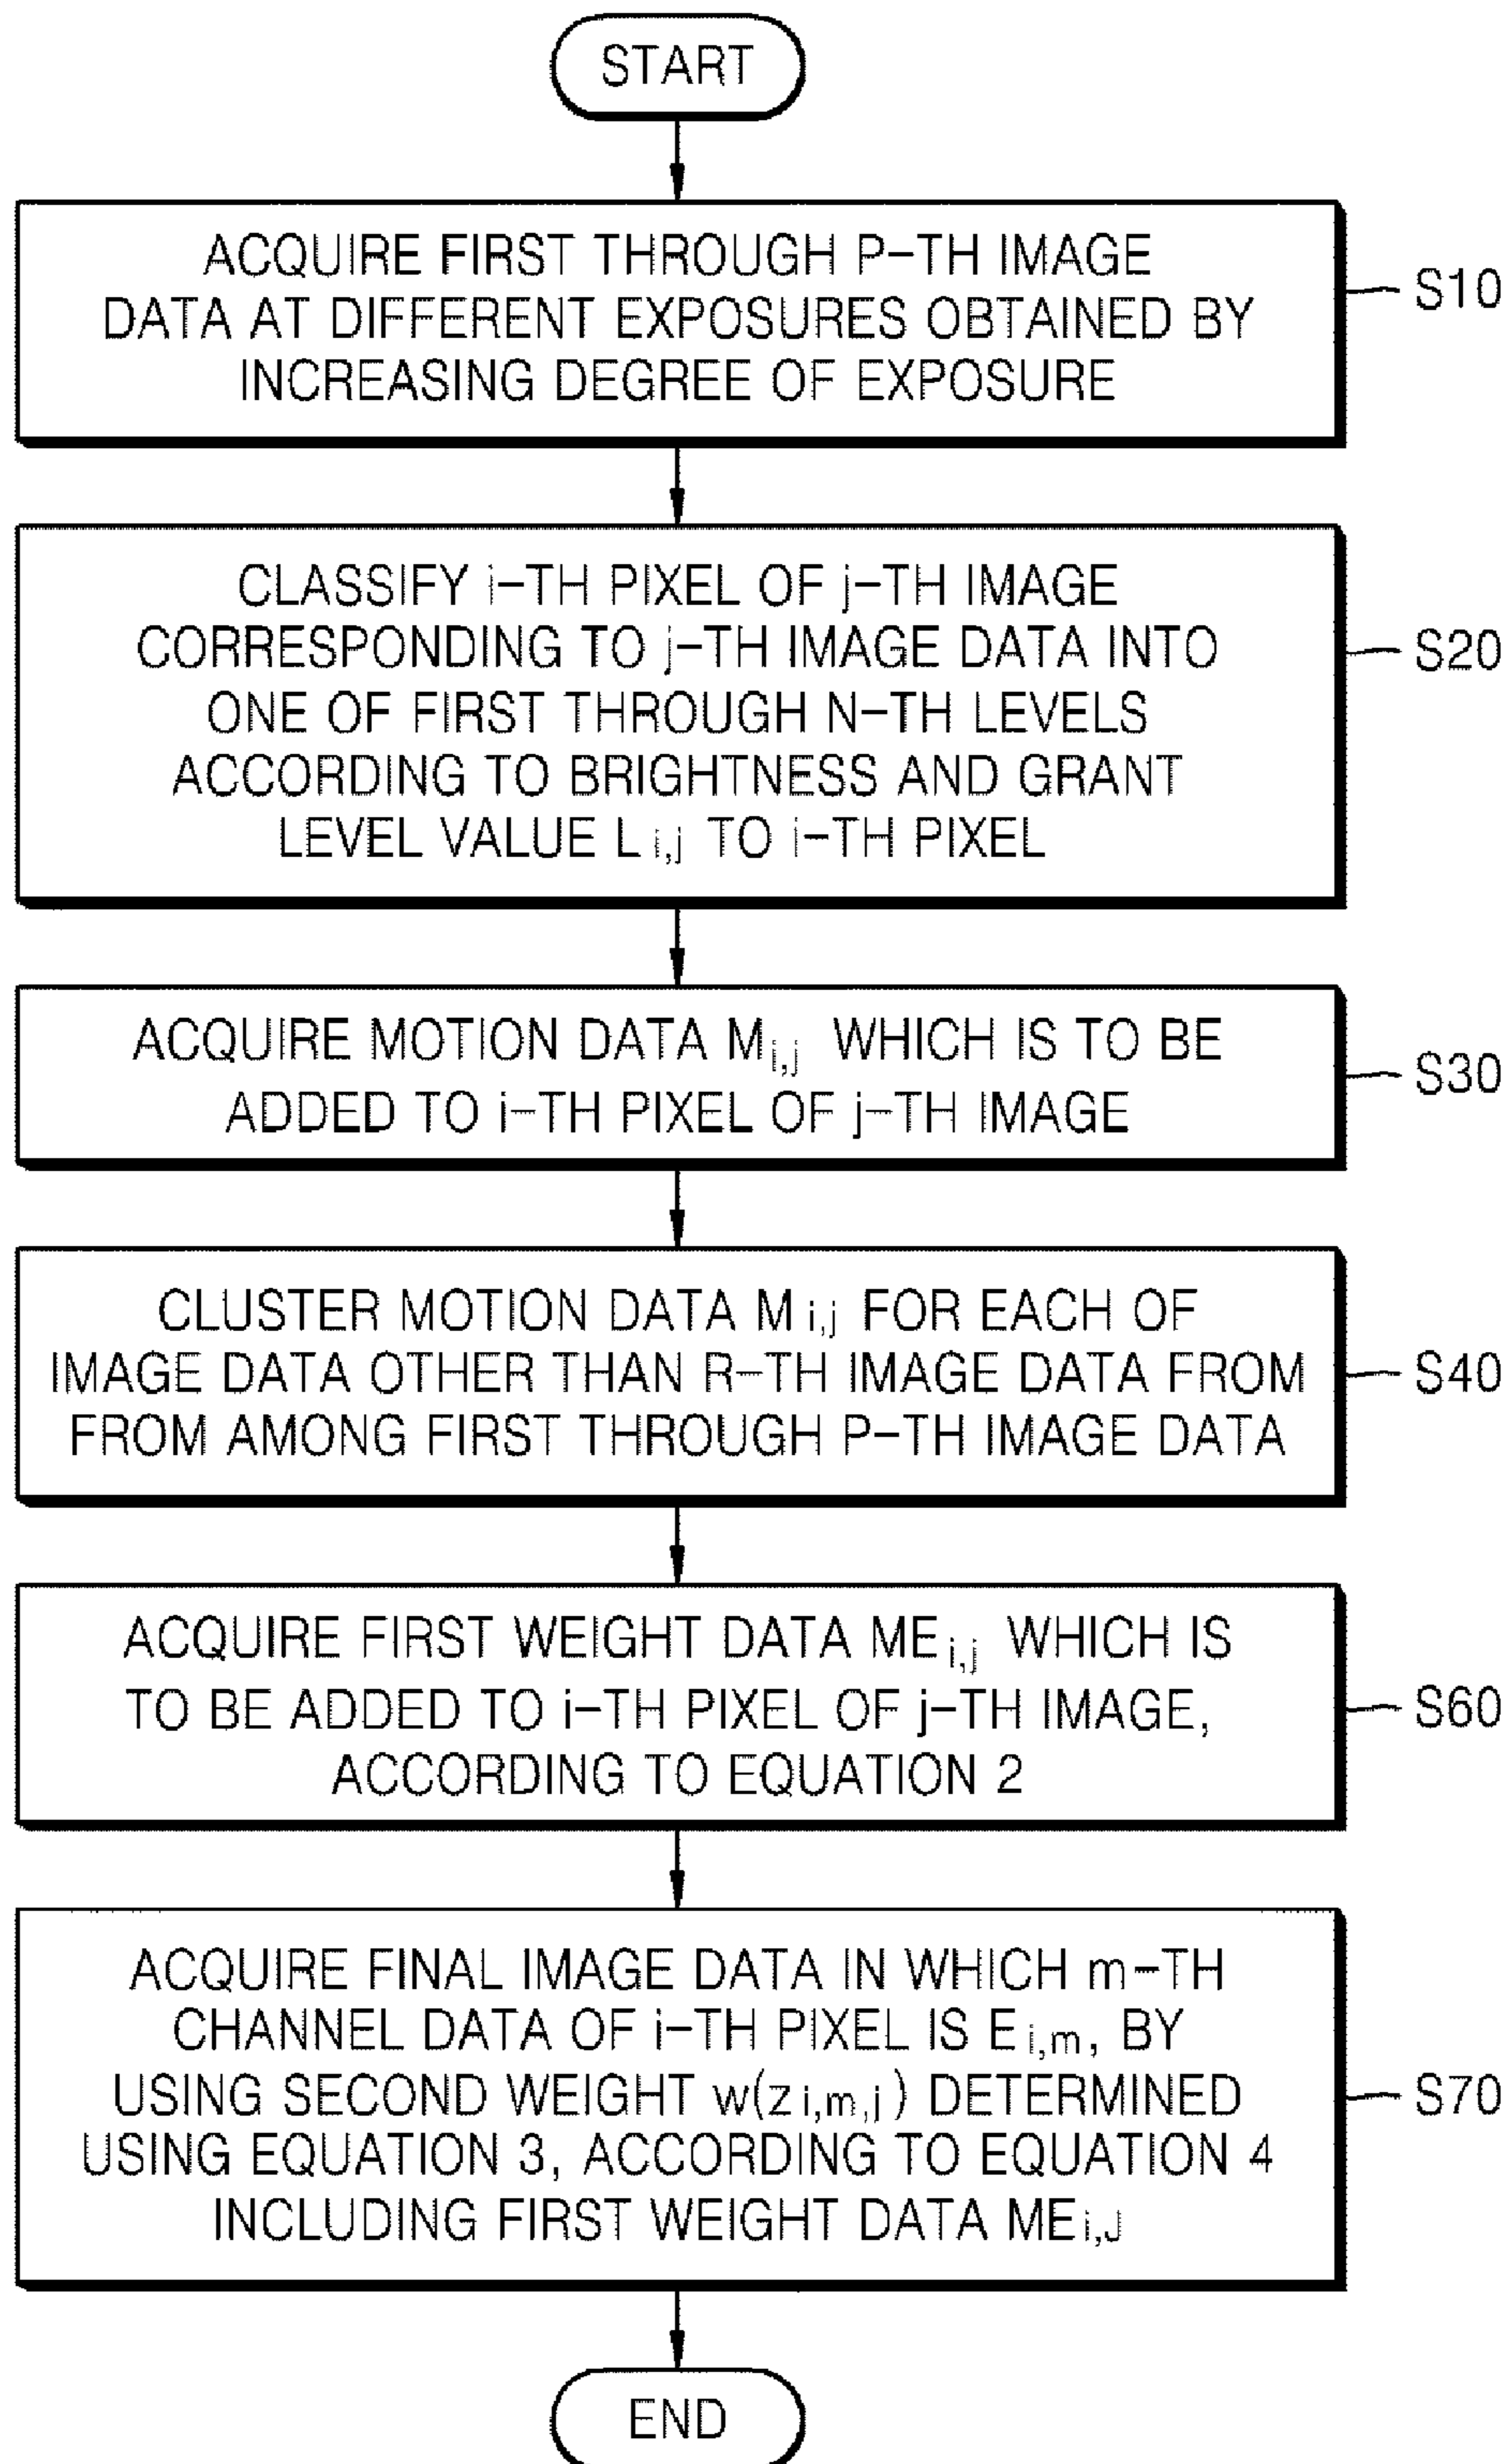 START
ACQUIRE FIRST THROUGH P-TH IMAGE
DATA AT DIFFERENT EXPOSURES OBTAINED BY
INCREASING DEGREE OF EXPOSURE
S10
CLASSIFY i-TH PIXEL OF j-TH IMAGE
CORRESPONDING TO j-TH IMAGE DATA INTO
ONE OF FIRST THROUGH N-TH LEVELS
ACCORDING TO BRIGHTNESS AND GRANT
LEVEL VALUE L i,j TO i-TH PIXEL
S20
ACQUIRE MOTION DATA M i,j WHICH IS TO BE
ADDED TO i-TH PIXEL OF j-TH IMAGE
S30
CLUSTER MOTION DATA M i,j FOR EACH OF
IMAGE DATA OTHER THAN R-TH IMAGE DATA FROM
FROM AMONG FIRST THROUGH P-TH IMAGE DATA
S40
ACQUIRE FIRST WEIGHT DATA ME i,j WHICH IS
TO BE ADDED TO i-TH PIXEL OF j-TH IMAGE,
ACCORDING TO EQUATION 2
S60
ACQUIRE FINAL IMAGE DATA IN WHICH m-TH
CHANNEL DATA OF i-TH PIXEL IS E i,m, BY
USING SECOND WEIGHT w(z i,m,j) DETERMINED
USING EQUATION 3, ACCORDING TO EQUATION 4
INCLUDING FIRST WEIGHT DATA ME i,J
S70
END